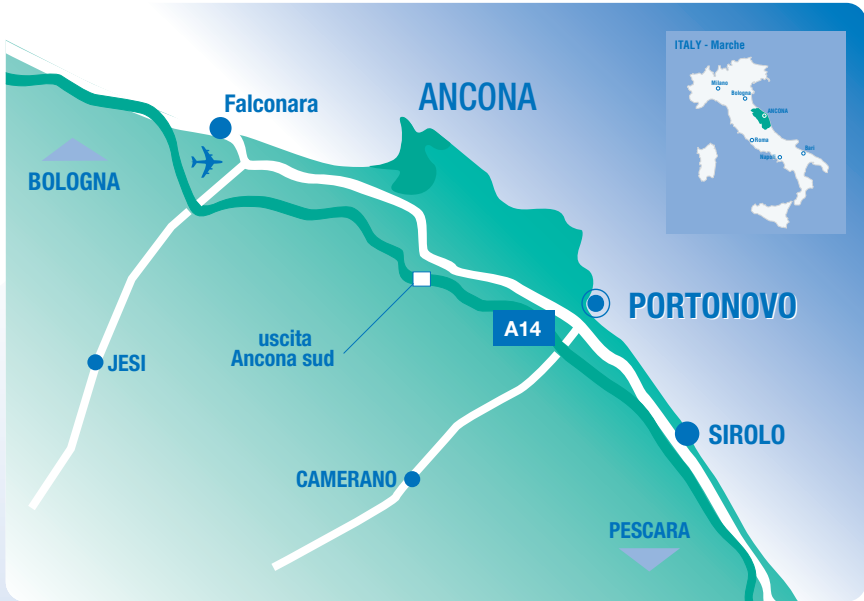 ITALY - Marche
Milano
Bologna
ANCONA
Roma
Napoli
Bari
ANCONA
Falconara
BOLOGNA
PORTONOVO
A14
uscita
Ancona sud
JESI
SIROLO
CAMERANO
PESCARA